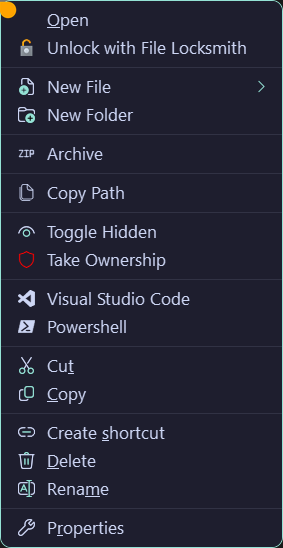 Open
Unlock with File Locksmith
New File
New Folder
ZIP Archive
Copy Path
Toggle Hidden
Take Ownership
Visual Studio Code
Powershell
Cut
Copy
Create shortcut
Delete
Rename
Properties